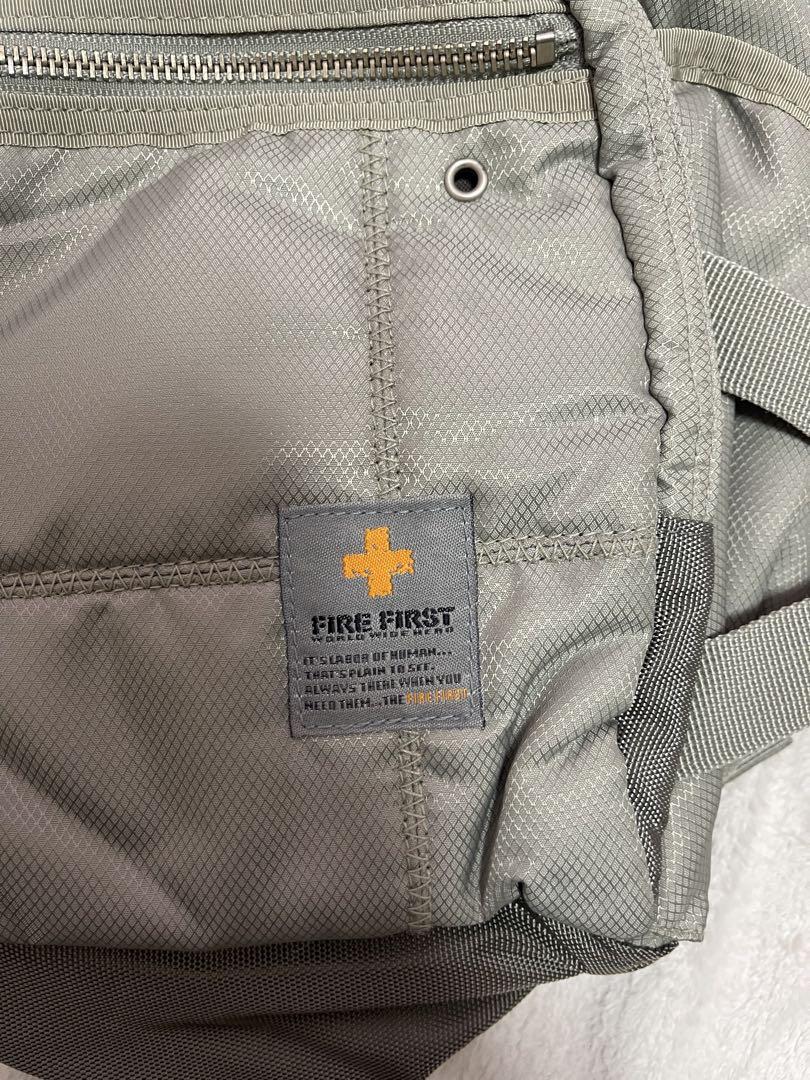 FIRE FIRST
WORLD WIDE HERO
IT'S LABOR OF HUMAN...
THAT'S PLAIN TO SEE.
ALWAYS THERE WHEN YOU
NEED THEM...THE FIRE FIRST